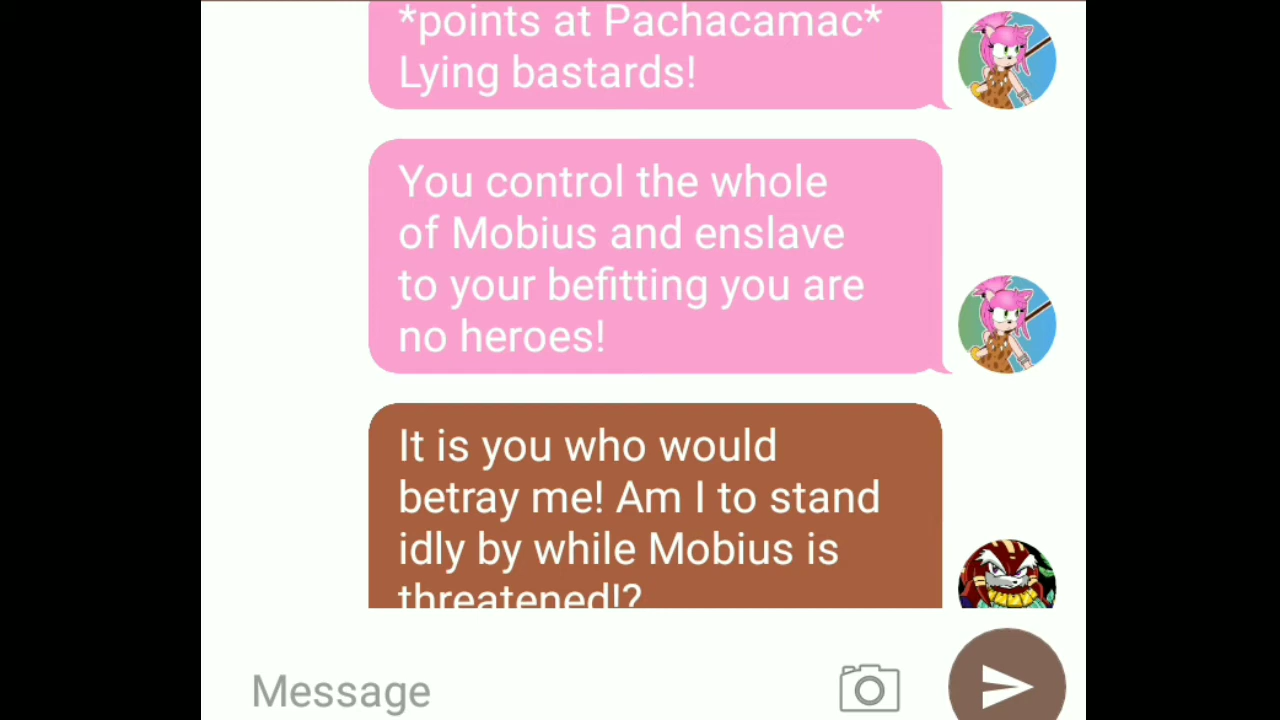 *points at Pachacamac*
Lying bastards!
You control the whole
of Mobius and enslave
to your befitting you are
no heroes!
It is you who would
betray me! Am I to stand
idly by while Mobius is
threatened!?
Message